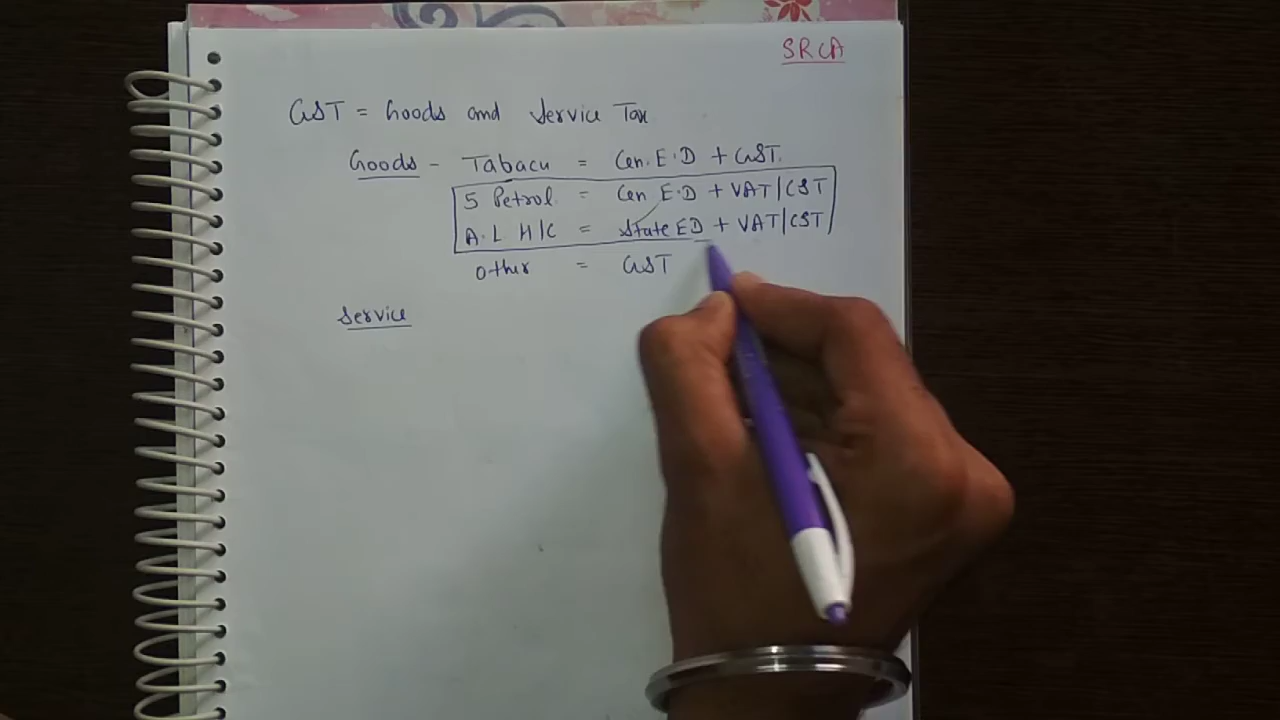 SRCA
GST = Goods and Service Tax
Goods - Tabacu = Cen. E.D + GST.
5 Petrol = Cen E.D + VAT/CST
A.L H/C = State ED + VAT/CST
other = GST
Service